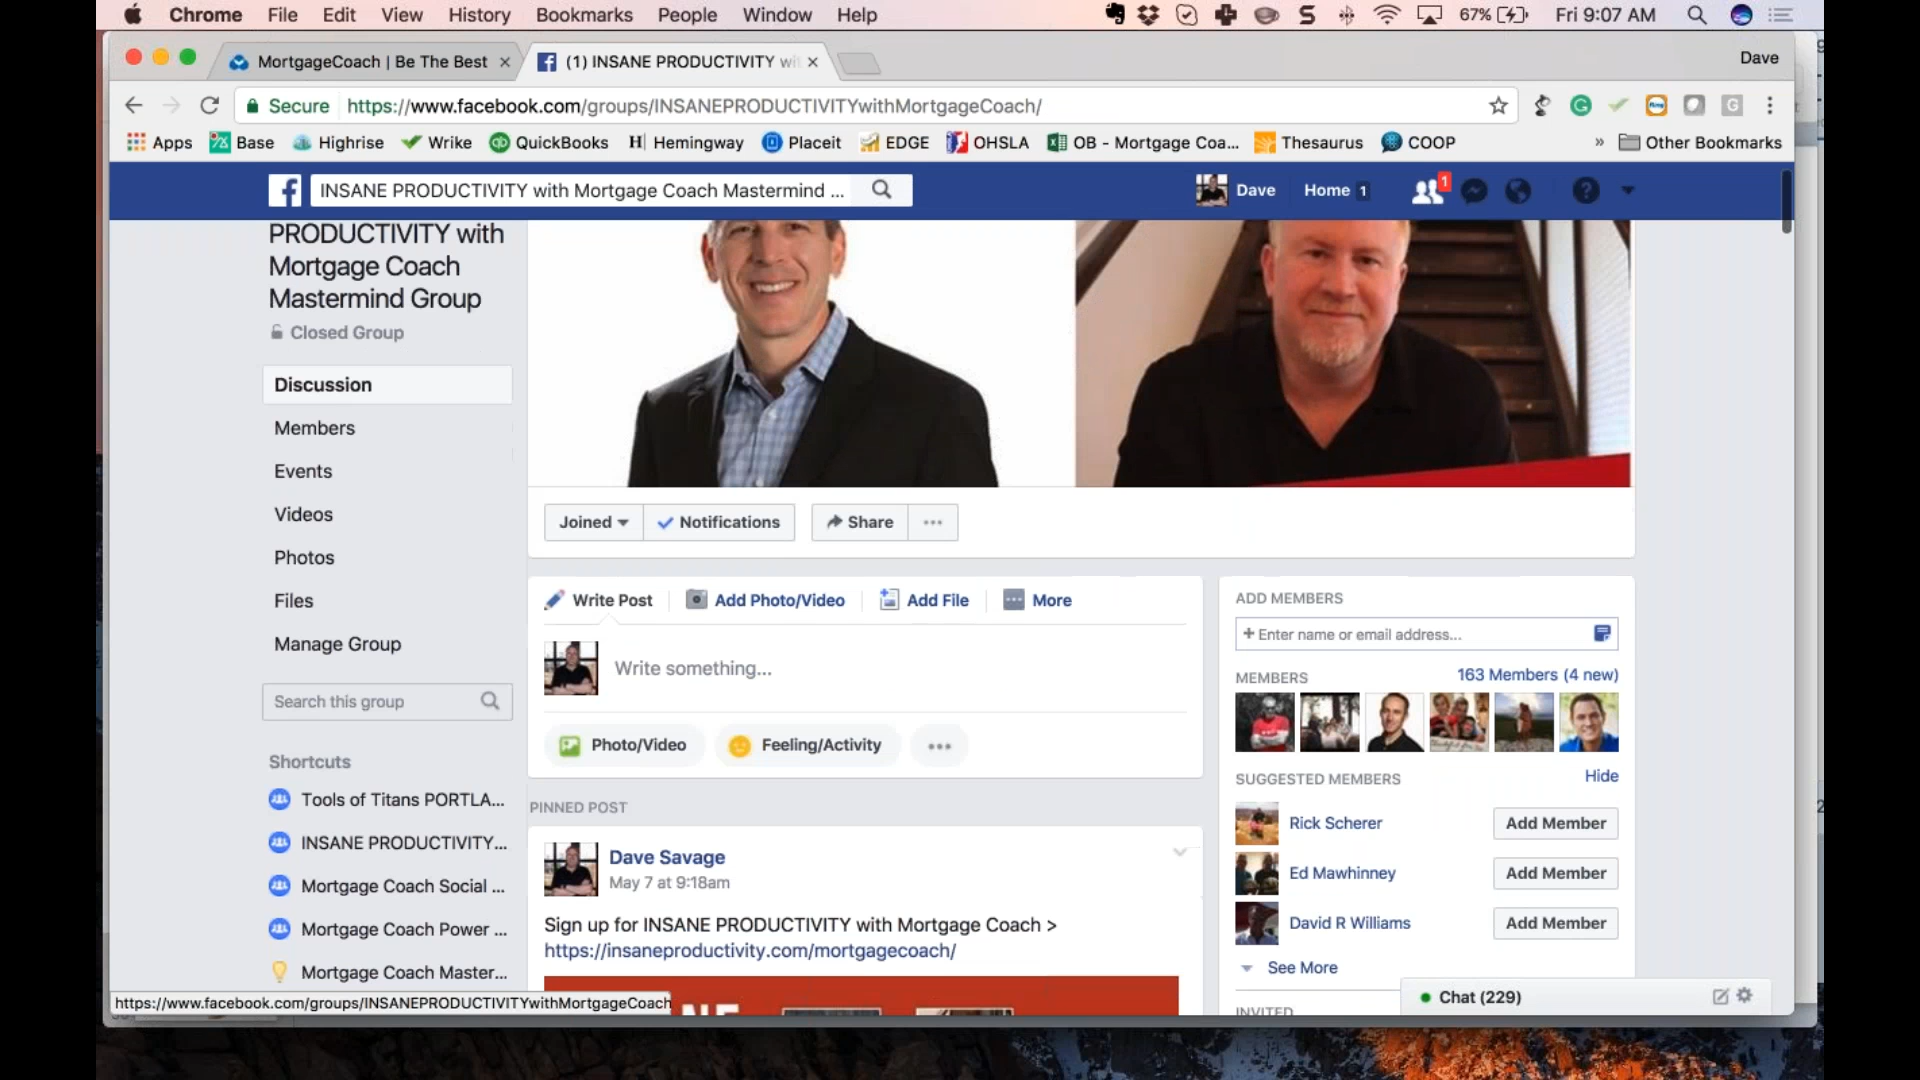 Chrome File Edit View History Bookmarks People Window Help
67% Fri 9:07 AM
MortgageCoach | Be The Best
(1) INSANE PRODUCTIVITY wi
Dave
Secure https://www.facebook.com/groups/INSANEPRODUCTIVITYwithMortgageCoach/
Apps Base Highrise Wrike QuickBooks Hemingway Placeit EDGE OHSLA OB - Mortgage Coa... Thesaurus COOP » Other Bookmarks
INSANE PRODUCTIVITY with Mortgage Coach Mastermind ...
Dave Home 1
1
PRODUCTIVITY with
Mortgage Coach
Mastermind Group
Closed Group
Discussion
Members
Events
Videos
Photos
Files
Manage Group
Search this group
Shortcuts
Tools of Titans PORTLA...
INSANE PRODUCTIVITY...
Mortgage Coach Social ...
Mortgage Coach Power ...
Mortgage Coach Master...
https://www.facebook.com/groups/INSANEPRODUCTIVITYwithMortgageCoach
Joined Notifications Share
Write Post Add Photo/Video Add File More
Write something...
Photo/Video Feeling/Activity
PINNED POST
Dave Savage
May 7 at 9:18am
Sign up for INSANE PRODUCTIVITY with Mortgage Coach >
https://insaneproductivity.com/mortgagecoach/
ADD MEMBERS
+ Enter name or email address...
MEMBERS 163 Members (4 new)
SUGGESTED MEMBERS Hide
Rick Scherer Add Member
Ed Mawhinney Add Member
David R Williams Add Member
See More
INVITED
Chat (229)